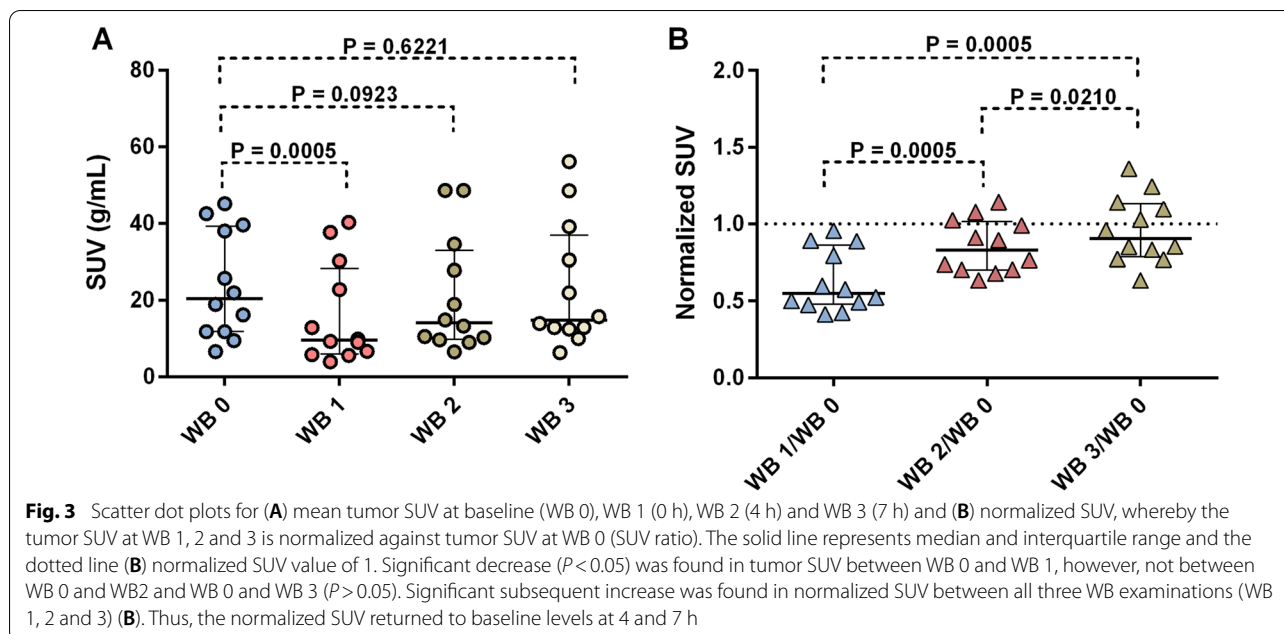 A
P = 0.6221
P = 0.0923
P = 0.0005
SUV (g/mL)
80
60
40
20
0
WB 0
WB 1
WB 2
WB 3
B
P = 0.0005
P = 0.0210
P = 0.0005
Normalized SUV
2.0
1.5
1.0
0.5
0.0
WB 1/WB 0
WB 2/WB 0
WB 3/WB 0
Fig. 3 Scatter dot plots for (A) mean tumor SUV at baseline (WB 0), WB 1 (0 h), WB 2 (4 h) and WB 3 (7 h) and (B) normalized SUV, whereby the
tumor SUV at WB 1, 2 and 3 is normalized against tumor SUV at WB 0 (SUV ratio). The solid line represents median and interquartile range and the
dotted line (B) normalized SUV value of 1. Significant decrease (P < 0.05) was found in tumor SUV between WB 0 and WB 1, however, not between
WB 0 and WB2 and WB 0 and WB 3 (P > 0.05). Significant subsequent increase was found in normalized SUV between all three WB examinations (WB
1, 2 and 3) (B). Thus, the normalized SUV returned to baseline levels at 4 and 7 h